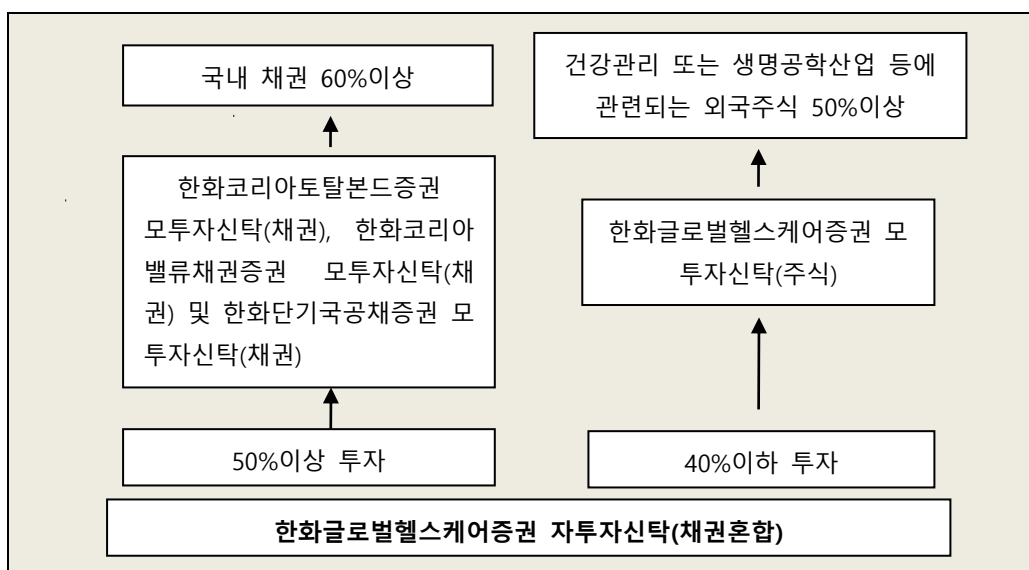 국내 채권 60%이상
건강관리 또는 생명공학산업 등에
관련되는 외국주식 50%이상
한화코리아토탈본드증권
모투자신탁(채권), 한화코리아
밸류채권증권 모투자신탁(채
권) 및 한화단기국공채증권 모
투자신탁(채권)
한화글로벌헬스케어증권 모
투자신탁(주식)
50%이상 투자
40%이하 투자
한화글로벌헬스케어증권 자투자신탁(채권혼합)